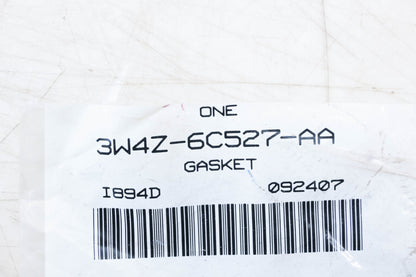 ONE
3W4Z-6C527-AA
GASKET
I894D 092407